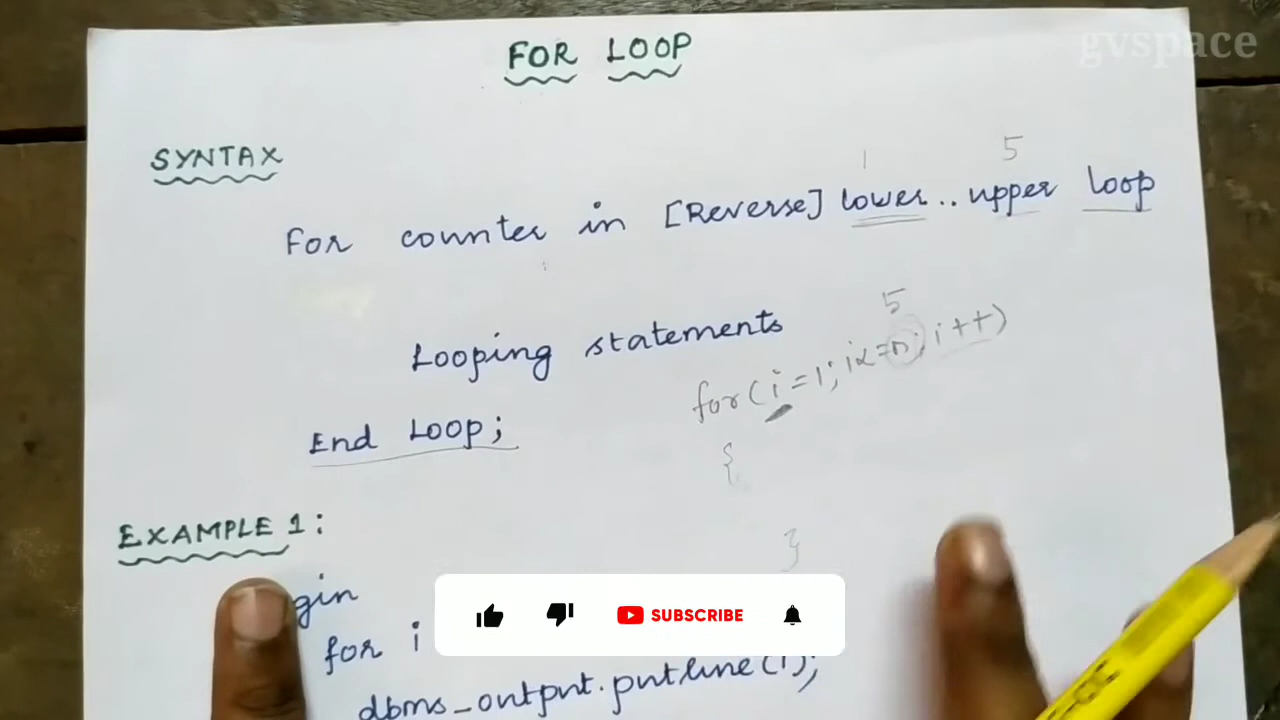 gvspace
FOR LOOP
SYNTAX
1 5
For counter in [Reverse] lower .. upper loop
Looping statements
5
for(i=1; i<=n; i++)
{
End Loop;
}
EXAMPLE 1:
gin
for i
SUBSCRIBE
dbms_output.putline(i);